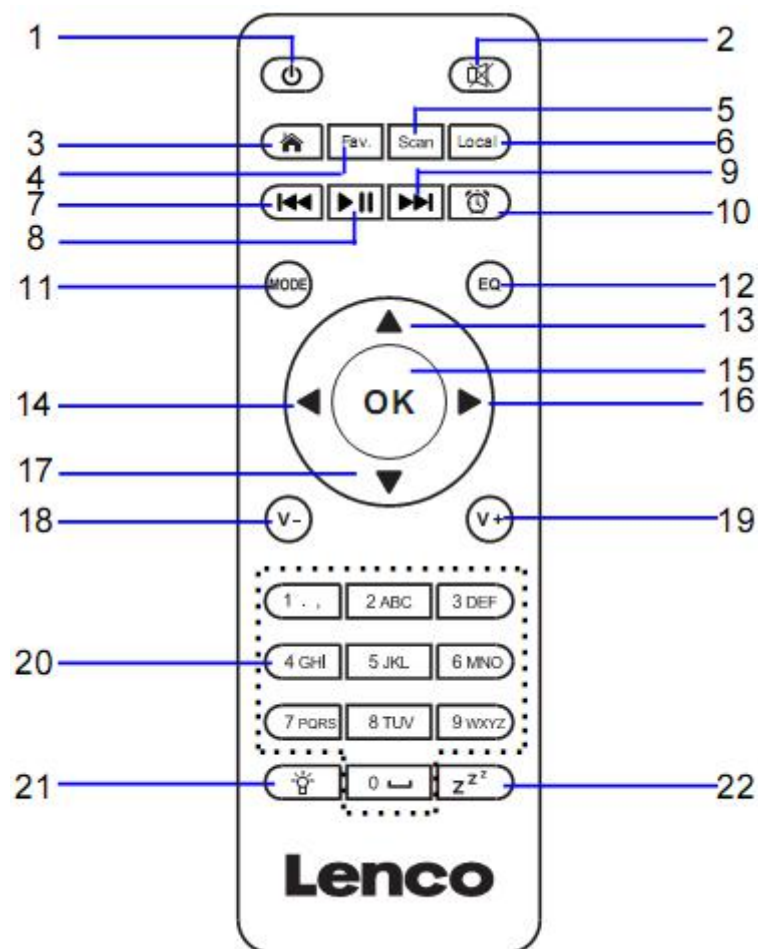 1
2
5
3
Fav.
Scan
Local
6
4
9
7
10
8
11
MODE
EQ
12
13
15
14
OK
16
17
18
V-
V+
19
1 . ,
2 ABC
3 DEF
20
4 GHI
5 JKL
6 MNO
7 PQRS
8 TUV
9 WXYZ
21
0
zzz
22
Lenco